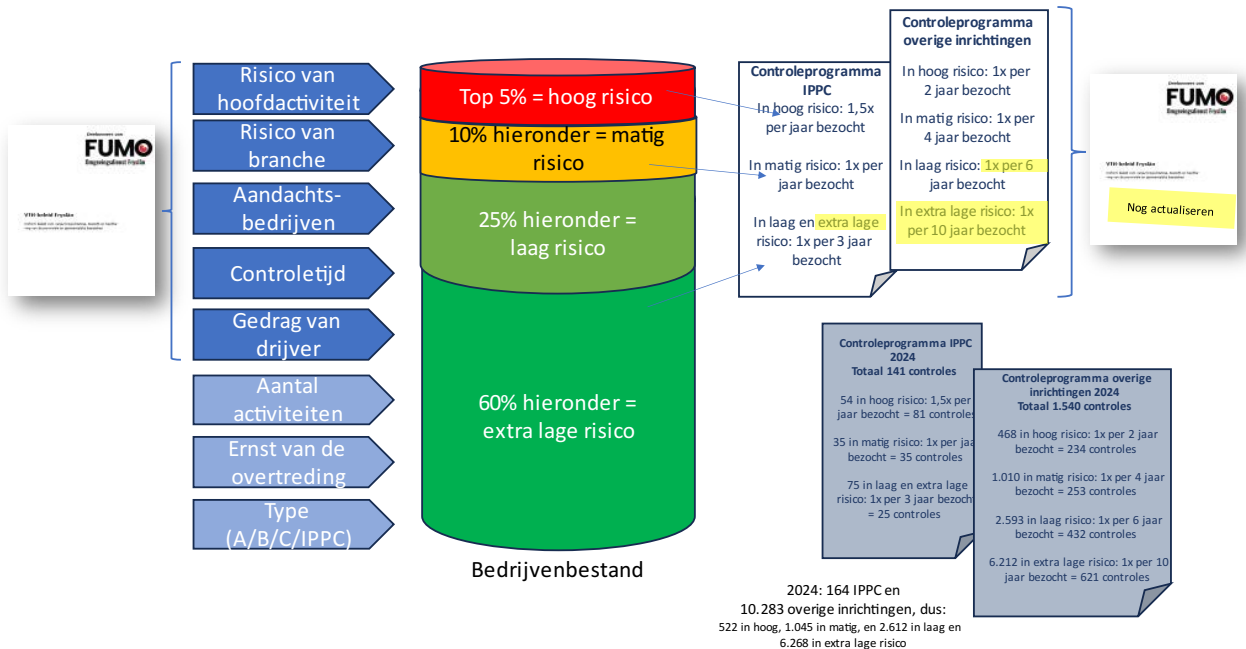 FUMO
Omgevingsdienst Fryslân
VTH-beleid Fryslân
Risico van
hoofdactiviteit
Risico van
branche
Aandachts-
bedrijven
Controletijd
Gedrag van
drijver
Aantal
activiteiten
Ernst van de
overtreding
Type
(A/B/C/IPPC)
Top 5% = hoog risico
10% hieronder = matig
risico
25% hieronder =
laag risico
60% hieronder =
extra lage risico
Bedrijvenbestand
Controleprogramma
IPPC
In hoog risico: 1,5x
per jaar bezocht
In matig risico: 1x per
jaar bezocht
In laag en extra lage
risico: 1x per 3 jaar
bezocht
Controleprogramma
overige inrichtingen
In hoog risico: 1x per
2 jaar bezocht
In matig risico: 1x per
4 jaar bezocht
In laag risico: 1x per 6
jaar bezocht
In extra lage risico: 1x
per 10 jaar bezocht
FUMO
Omgevingsdienst Fryslân
VTH-beleid Fryslân
Nog actualiseren
Controleprogramma IPPC
2024
Totaal 141 controles
54 in hoog risico: 1,5x per
jaar bezocht = 81 controles
35 in matig risico: 1x per jaar
bezocht = 35 controles
75 in laag en extra lage
risico: 1x per 3 jaar bezocht
= 25 controles
Controleprogramma overige
inrichtingen 2024
Totaal 1.540 controles
468 in hoog risico: 1x per 2 jaar
bezocht = 234 controles
1.010 in matig risico: 1x per 4 jaar
bezocht = 253 controles
2.593 in laag risico: 1x per 6 jaar
bezocht = 432 controles
6.212 in extra lage risico: 1x per 10
jaar bezocht = 621 controles
2024: 164 IPPC en
10.283 overige inrichtingen, dus:
522 in hoog, 1.045 in matig, en 2.612 in laag en
6.268 in extra lage risico